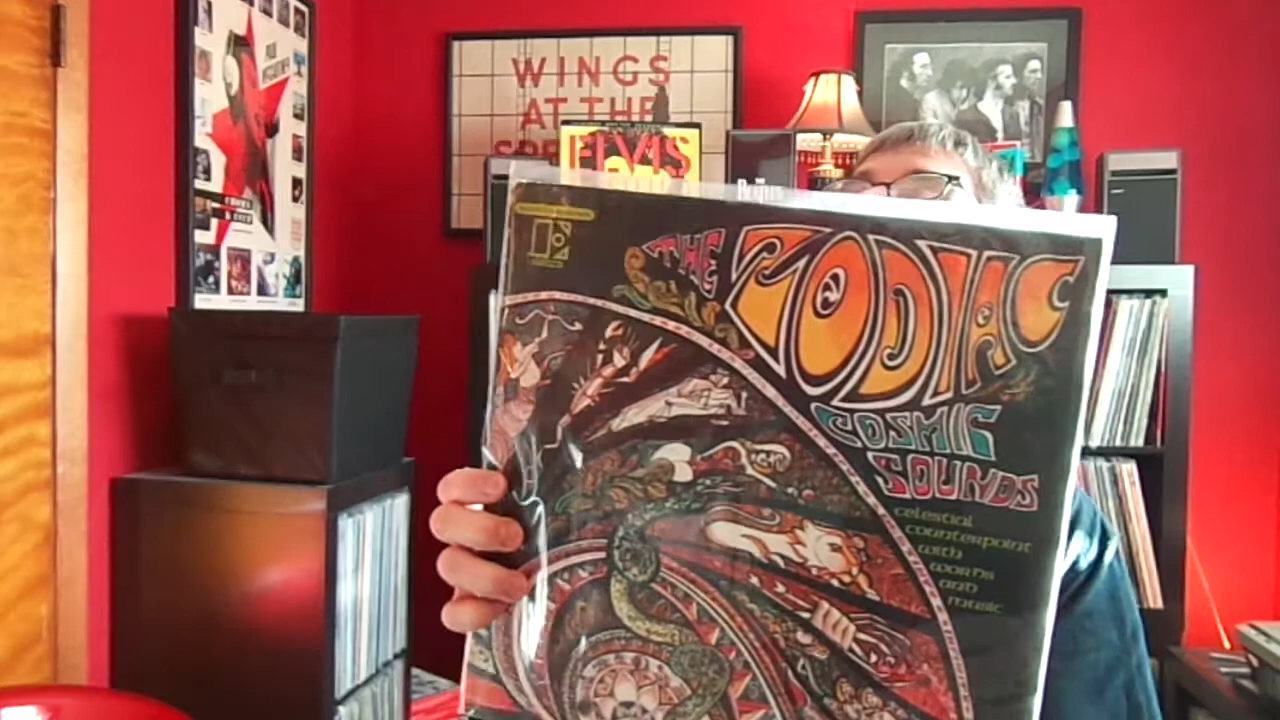 WINGS
AT THE
ELVIS
THE ZODIAC
COSMIC
SOUNDS
celestial
counterpoint
with
words
and
music